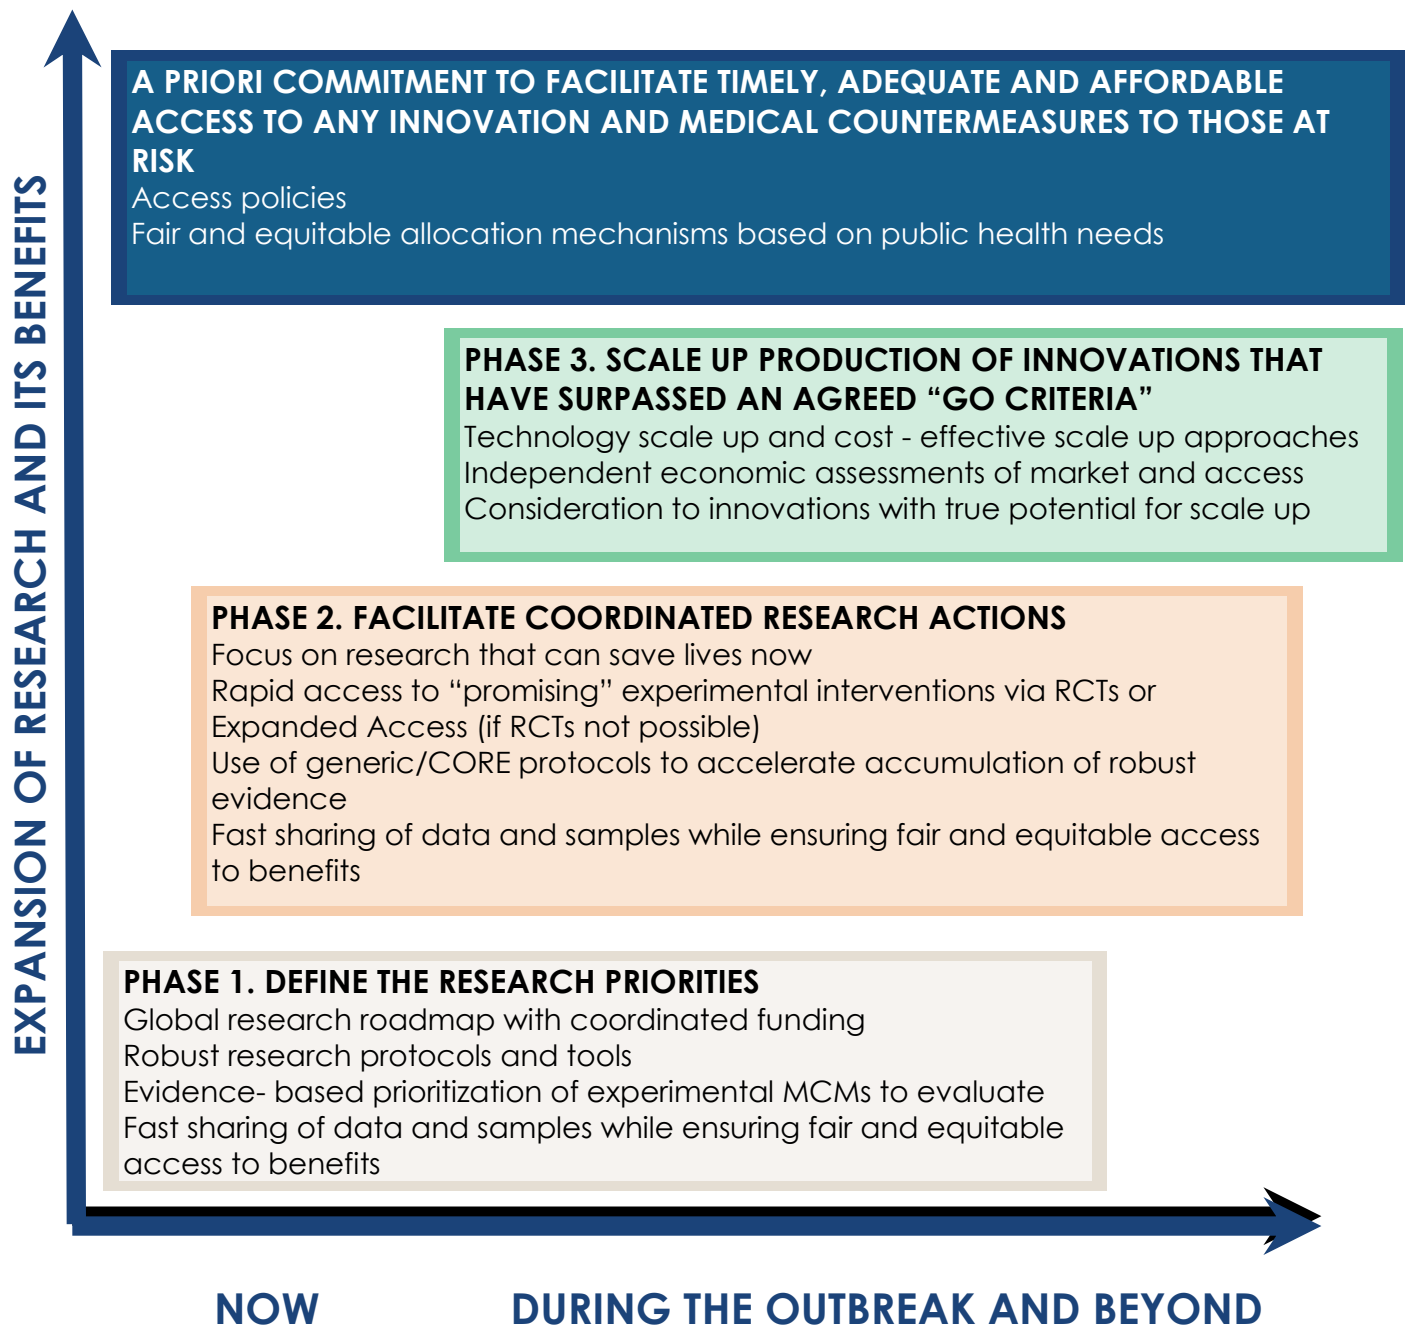 A PRIORI COMMITMENT TO FACILITATE TIMELY, ADEQUATE AND AFFORDABLE
ACCESS TO ANY INNOVATION AND MEDICAL COUNTERMEASURES TO THOSE AT
RISK
Access policies
Fair and equitable allocation mechanisms based on public health needs
EXPANSION OF RESEARCH AND ITS BENEFITS
PHASE 3. SCALE UP PRODUCTION OF INNOVATIONS THAT
HAVE SURPASSED AN AGREED “GO CRITERIA”
Technology scale up and cost - effective scale up approaches
Independent economic assessments of market and access
Consideration to innovations with true potential for scale up
PHASE 2. FACILITATE COORDINATED RESEARCH ACTIONS
Focus on research that can save lives now
Rapid access to “promising” experimental interventions via RCTs or
Expanded Access (if RCTs not possible)
Use of generic/CORE protocols to accelerate accumulation of robust
evidence
Fast sharing of data and samples while ensuring fair and equitable access
to benefits
PHASE 1. DEFINE THE RESEARCH PRIORITIES
Global research roadmap with coordinated funding
Robust research protocols and tools
Evidence- based prioritization of experimental MCMs to evaluate
Fast sharing of data and samples while ensuring fair and equitable
access to benefits
NOW
DURING THE OUTBREAK AND BEYOND